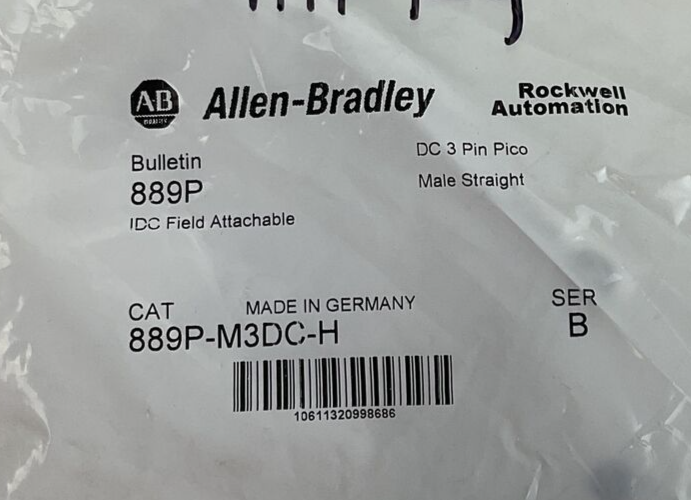 AB
QUALITY
Allen-Bradley
Rockwell
Automation
Bulletin
889P
IDC Field Attachable
DC 3 Pin Pico
Male Straight
CAT
MADE IN GERMANY
SER
889P-M3DC-H
B
10611320998686